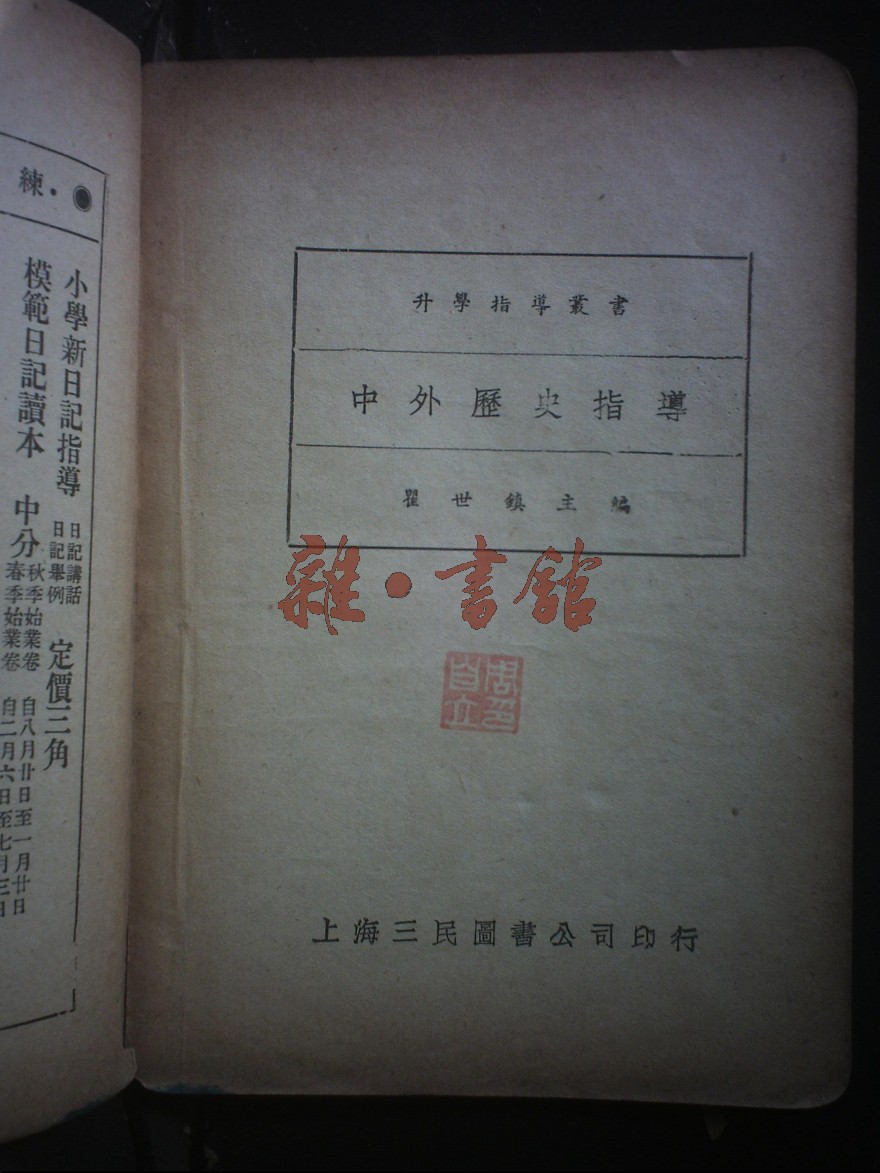 升學指導叢書
中外歷史指導
瞿世鎮主編
雜·書館
周印自立
上海三民圖書公司印行
練·◉
小學新日記指導 日記講話 日記舉例 定價三角
模範日記讀本 中分 秋季始業卷 自八月廿日至一月廿日
春季始業卷 自二月六日至七月三日